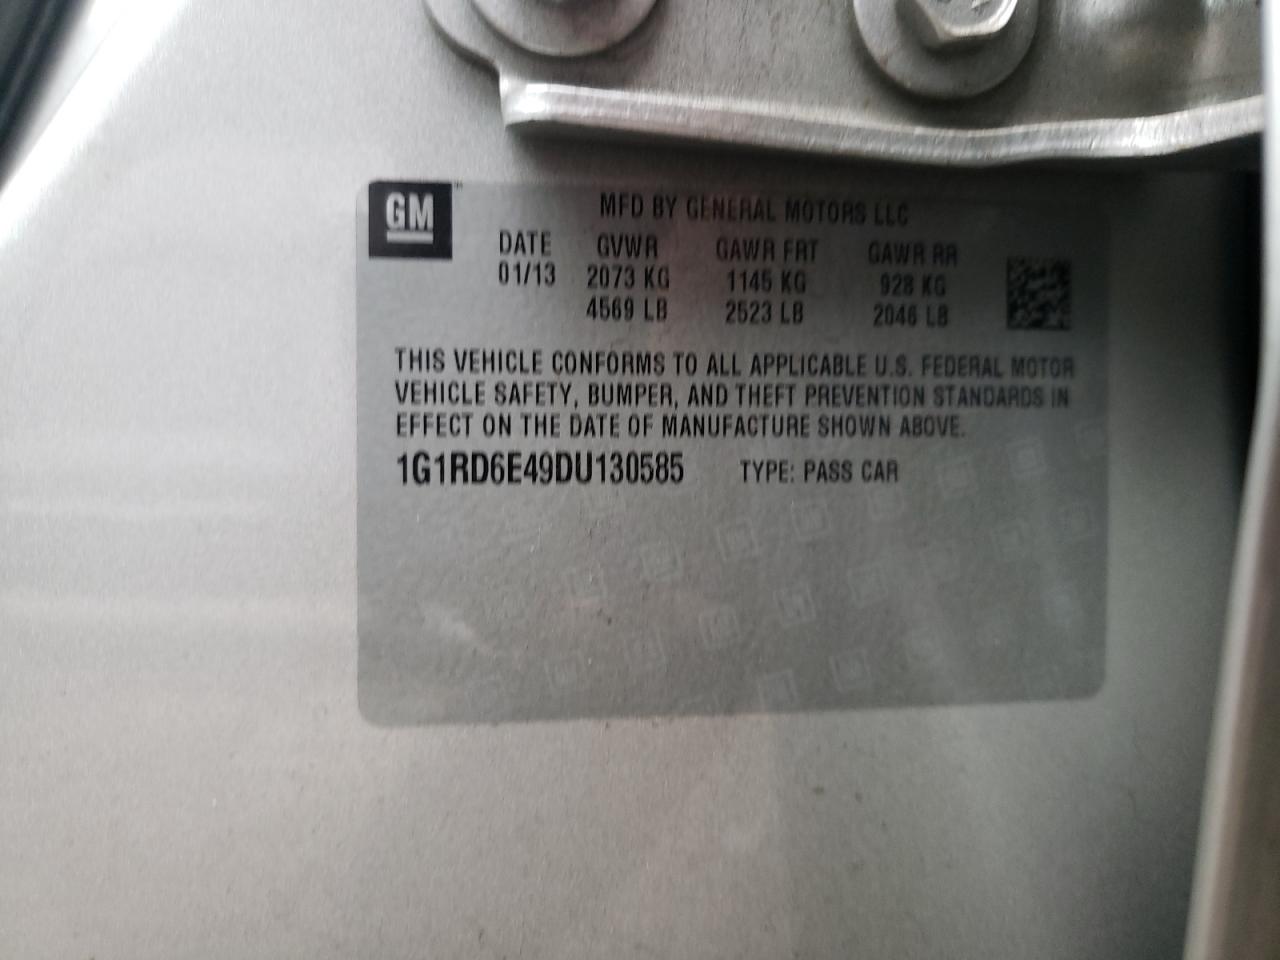 GM
MFD BY GENERAL MOTORS LLC
DATE GVWR GAWR FRT GAWR RR
01/13 2073 KG 1145 KG 928 KG
4569 LB 2523 LB 2046 LB
THIS VEHICLE CONFORMS TO ALL APPLICABLE U.S. FEDERAL MOTOR
VEHICLE SAFETY, BUMPER, AND THEFT PREVENTION STANDARDS IN
EFFECT ON THE DATE OF MANUFACTURE SHOWN ABOVE.
1G1RD6E49DU130585 TYPE: PASS CAR